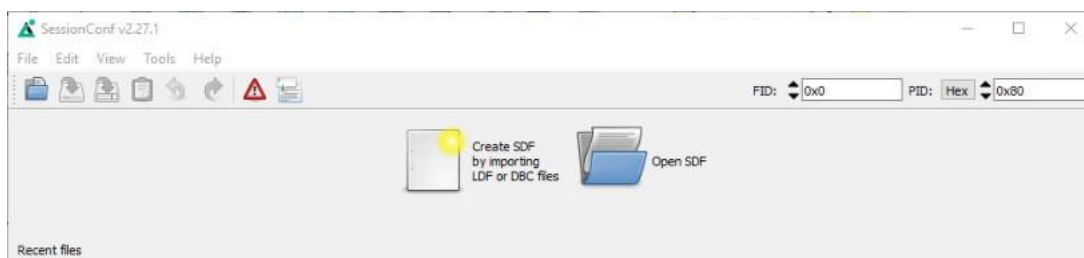 SessionConf v2.27.1
File Edit View Tools Help
FID: 0x0 PID: Hex 0x80
Create SDF
by importing
LDF or DBC files
Open SDF
Recent files